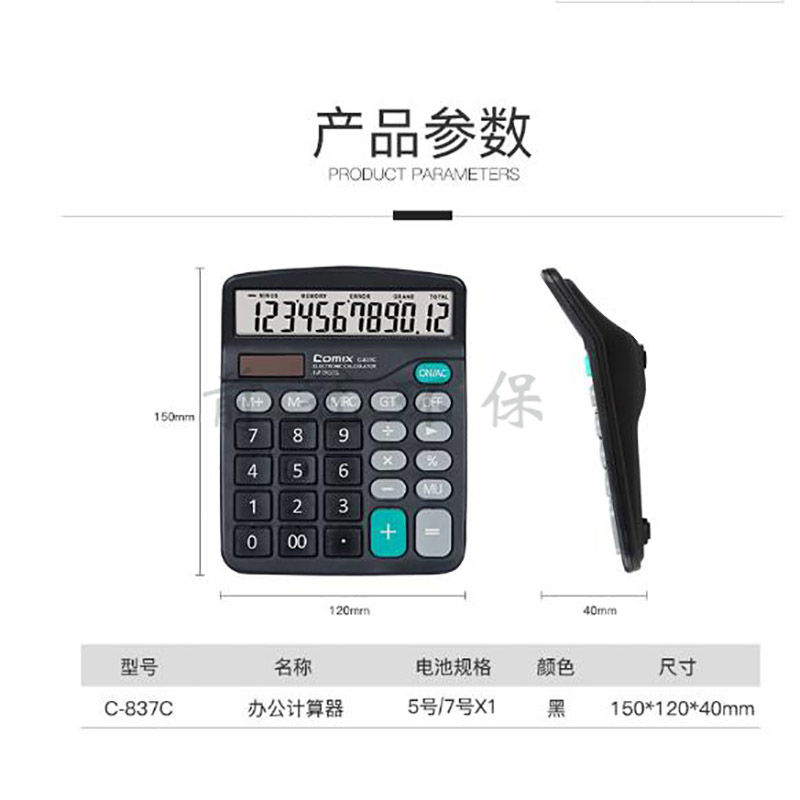 产品参数
PRODUCT PARAMETERS
MINUS MEMORY ERROR GRAND TOTAL
123456789012
Comix C-837C
ELECTRONIC CALCULATOR
ON/AC
M+ M- MRC GT OFF
7 8 9 ÷ ▶
4 5 6 × %
150mm
1 2 3 − MU
0 00 · + =
120mm
40mm
型号 名称 电池规格 颜色 尺寸
C-837C 办公计算器 5号/7号X1 黑 150*120*40mm
保